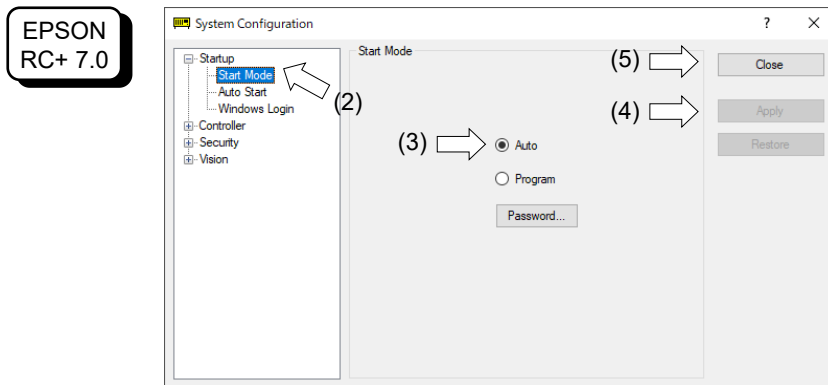 EPSON
RC+ 7.0
System Configuration
?
Startup
Start Mode
Auto Start
Windows Login
Controller
Security
Vision
(2)
Start Mode
(3)
Auto
Program
Password...
(5)
Close
(4)
Apply
Restore